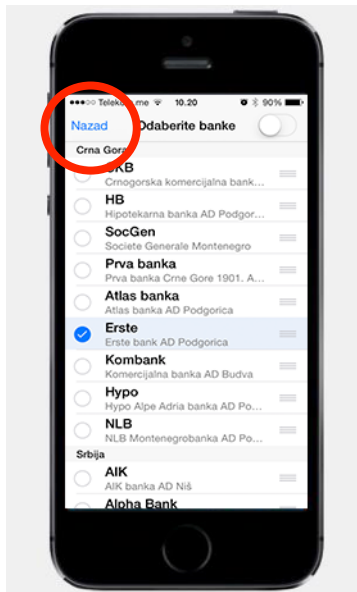 Telekom.me 10.20 90%
Nazad Odaberite banke
Crna Gora
CKB
Crnogorska komercijalna bank...
HB
Hipotekarna banka AD Podgor...
SocGen
Societe Generale Montenegro
Prva banka
Prva banka Crne Gore 1901. A...
Atlas banka
Atlas banka AD Podgorica
Erste
Erste bank AD Podgorica
Kombank
Komercijalna banka AD Budva
Hypo
Hypo Alpe Adria banka AD Po...
NLB
NLB Montenegrobanka AD Po...
Srbija
AIK
AIK banka AD Niš
Alpha Bank